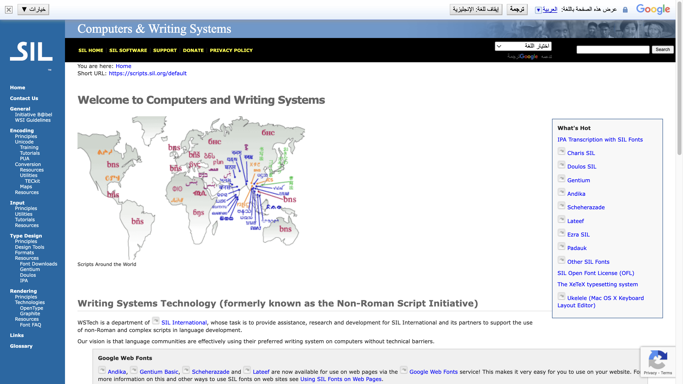 خيارات ▼
إيقاف للغة: الإنجليزية
ترجمة
عرض هذه الصفحة باللغة: العربية
Google
Computers & Writing Systems
SIL
SIL HOME SIL SOFTWARE SUPPORT DONATE PRIVACY POLICY
اختيار اللغة
Search
You are here: Home
Short URL: https://scripts.sil.org/default
Home
Contact Us
General
Initiative B@bel
WSI Guidelines
Encoding
Principles
Unicode
Training
Tutorials
PUA
Conversion
Resources
Utilities
TECkit
Maps
Resources
Input
Principles
Utilities
Tutorials
Resources
Type Design
Principles
Design Tools
Formats
Resources
Font Downloads
Gentium
Doulos
IPA
Rendering
Principles
Technologies
OpenType
Graphite
Resources
Font FAQ
Links
Glossary
Welcome to Computers and Writing Systems
Scripts Around the World
What's Hot
IPA Transcription with SIL Fonts
Charis SIL
Doulos SIL
Gentium
Andika
Scheherazade
Lateef
Ezra SIL
Padauk
Other SIL Fonts
SIL Open Font License (OFL)
The XeTeX typesetting system
Ukelele (Mac OS X Keyboard
Layout Editor)
Writing Systems Technology (formerly known as the Non-Roman Script Initiative)
WSTech is a department of SIL International, whose task is to provide assistance, research and development for SIL International and its partners to support the use
of non-Roman and complex scripts in language development.
Our vision is that language communities are effectively using their preferred writing system on computers without technical barriers.
Google Web Fonts
Andika, Gentium Basic, Scheherazade and Lateef are now available for use on web pages via the Google Web Fonts service! This makes it very easy for you to use on your website. For
more information on this and other ways to use SIL fonts on web sites see Using SIL Fonts on Web Pages.
Privacy - Terms